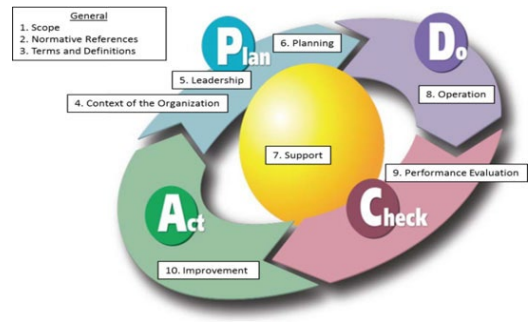 General
1. Scope
2. Normative References
3. Terms and Definitions
Plan
6. Planning
Do
5. Leadership
4. Context of the Organization
8. Operation
7. Support
9. Performance Evaluation
Act
Check
10. Improvement